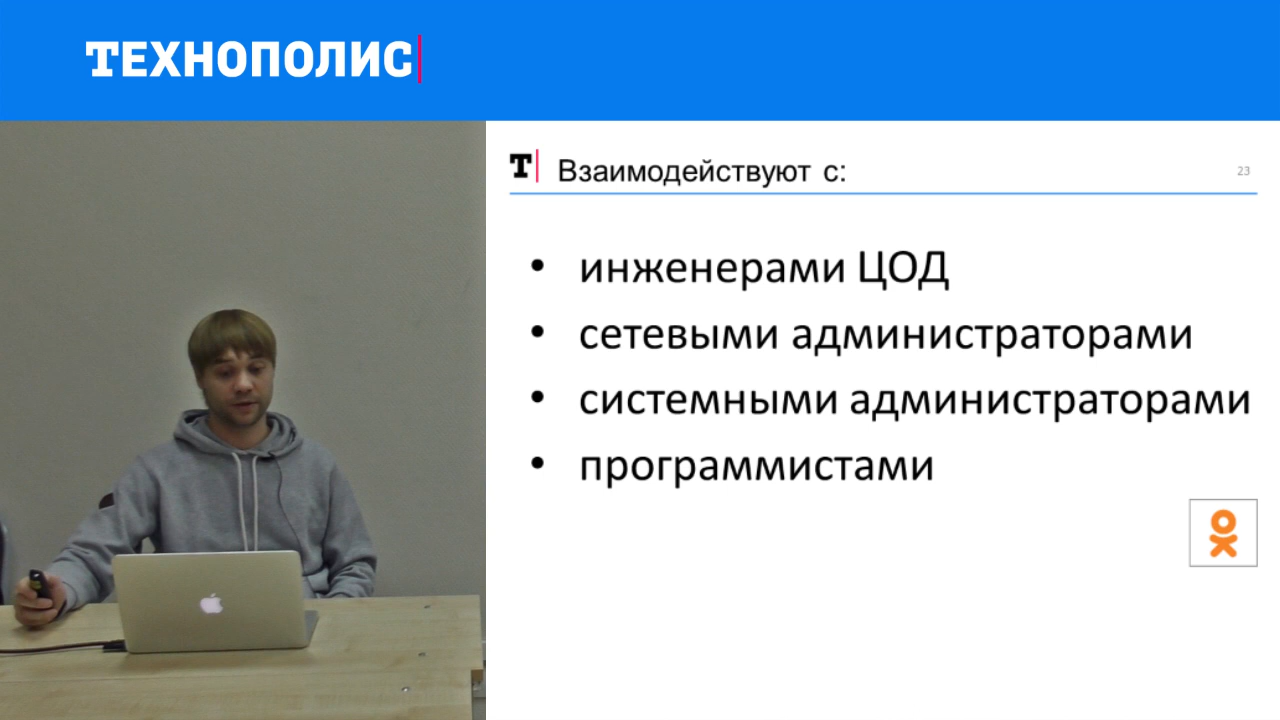 ТЕХНОПОЛИС
Т Взаимодействуют с:
23
• инженерами ЦОД
• сетевыми администраторами
• системными администраторами
• программистами